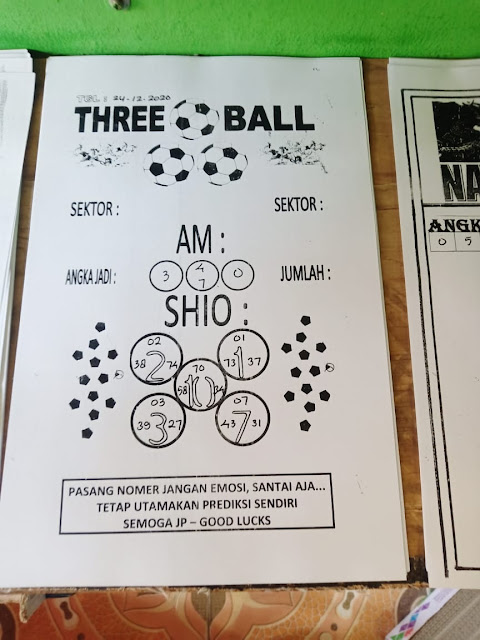 TGL : 24-12-2020
THREE BALL
SEKTOR : SEKTOR :
AM :
ANGKA JADI : 3 4 7 0 JUMLAH :
SHIO :
02 01
38 2 74 73 1 37
70
58 10 34
03 07
39 3 27 43 7 31
PASANG NOMER JANGAN EMOSI, SANTAI AJA...
TETAP UTAMAKAN PREDIKSI SENDIRI
SEMOGA JP – GOOD LUCKS
NA
ANGK
0 5